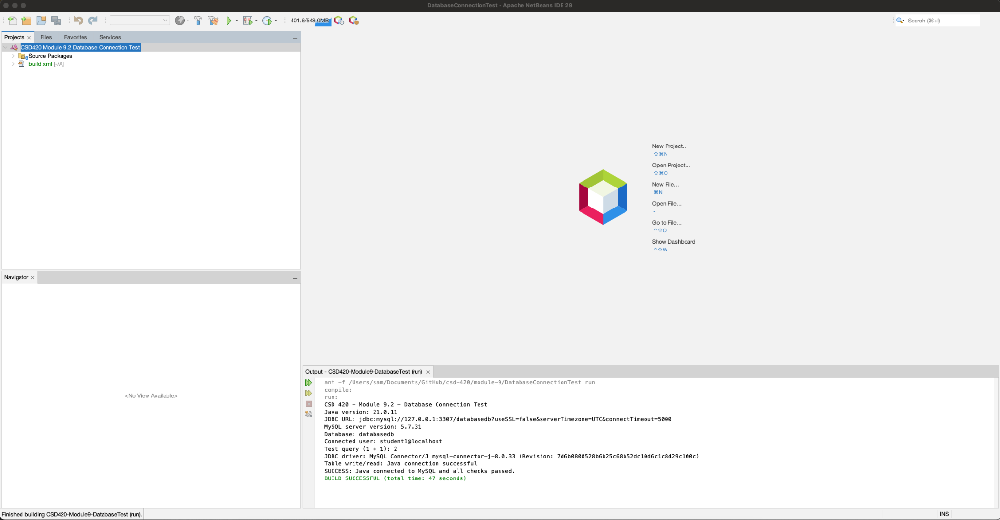 DatabaseConnectionTest - Apache NetBeans IDE 29
401.6/548.0MB
Search (⌘+I)
Projects Files Favorites Services
CSD420 Module 9.2 Database Connection Test
Source Packages
build.xml [-/A]
New Project...
⇧⌘N
Open Project...
⇧⌘O
New File...
⌘N
Open File...
-
Go to File...
^⇧O
Show Dashboard
^⇧W
Navigator
<No View Available>
Output - CSD420-Module9-DatabaseTest (run)
ant -f /Users/sam/Documents/GitHub/csd-420/module-9/DatabaseConnectionTest run
compile:
run:
CSD 420 - Module 9.2 - Database Connection Test
Java version: 21.0.11
JDBC URL: jdbc:mysql://127.0.0.1:3307/databasedb?useSSL=false&serverTimezone=UTC&connectTimeout=5000
MySQL server version: 5.7.31
Database: databasedb
Connected user: student1@localhost
Test query (1 + 1): 2
JDBC driver: MySQL Connector/J mysql-connector-j-8.0.33 (Revision: 7d6b0800528b6b25c68b52dc10d6c1c8429c100c)
Table write/read: Java connection successful
SUCCESS: Java connected to MySQL and all checks passed.
BUILD SUCCESSFUL (total time: 47 seconds)
Finished building CSD420-Module9-DatabaseTest (run).
INS